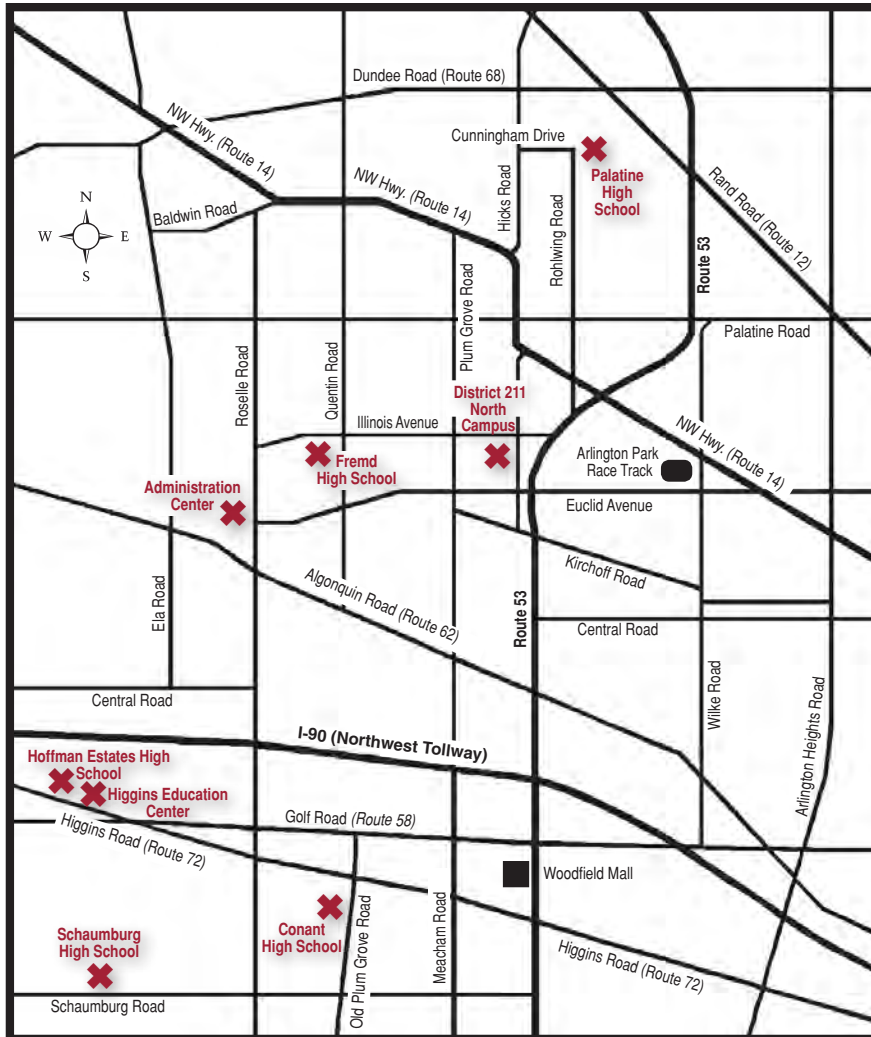 Dundee Road (Route 68)
NW Hwy. (Route 14)
Cunningham Drive
Palatine
High
School
NW Hwy. (Route 14)
Hicks Road
Rohlwing Road
Rand Road (Route 12)
Route 53
N
W
E
S
Baldwin Road
Plum Grove Road
Palatine Road
Roselle Road
Quentin Road
District 211
North
Campus
Illinois Avenue
NW Hwy. (Route 14)
Fremd
High School
Arlington Park
Race Track
Administration
Center
Euclid Avenue
Kirchoff Road
Ela Road
Algonquin Road (Route 62)
Route 53
Central Road
Wilke Road
Arlington Heights Road
Central Road
I-90 (Northwest Tollway)
Hoffman Estates High
School
Higgins Education
Center
Golf Road (Route 58)
Higgins Road (Route 72)
Woodfield Mall
Old Plum Grove Road
Meacham Road
Conant
High School
Schaumburg
High School
Higgins Road (Route 72)
Schaumburg Road